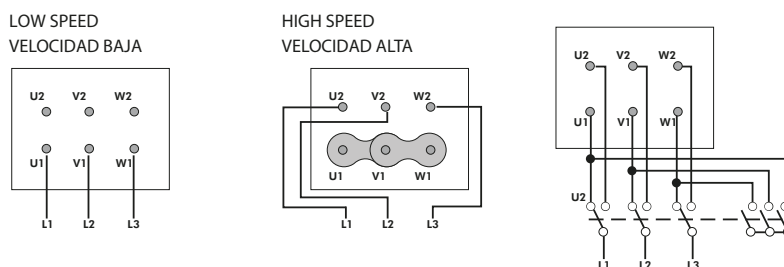 LOW SPEED
VELOCIDAD BAJA
U2 V2 W2
U1 V1 W1
L1 L2 L3
HIGH SPEED
VELOCIDAD ALTA
U2 V2 W2
U1 V1 W1
L1 L2 L3
U2 V2 W2
U1 V1 W1
U2
L1 L2 L3